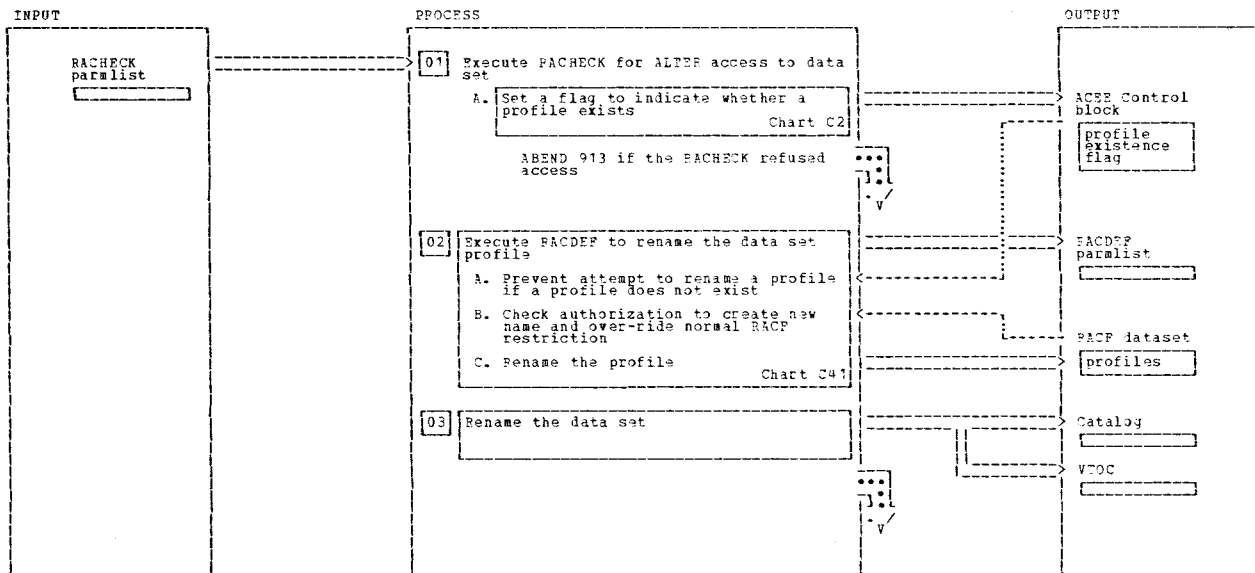 INPUT
PROCESS
OUTPUT
RACHECK
parmlist
01
Execute RACHECK for ALTER access to data
set
A. Set a flag to indicate whether a
profile exists
Chart C2
ABEND 913 if the RACHECK refused
access
ACEE Control
block
profile
existence
flag
02
Execute RACDEF to rename the data set
profile
A. Prevent attempt to rename a profile
if a profile does not exist
B. Check authorization to create new
name and over-ride normal RACF
restriction
C. Rename the profile
Chart C41
RACDEF
parmlist
RACF dataset
profiles
03
Rename the data set
Catalog
VTOC